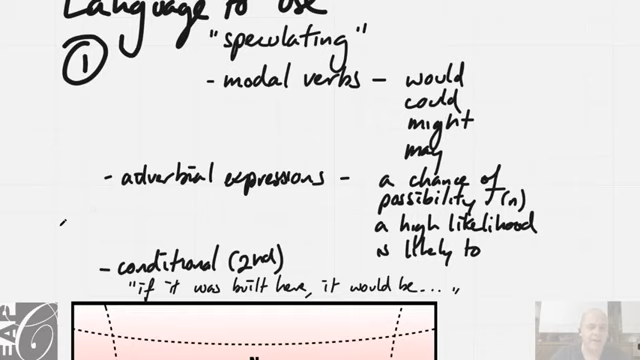 Language to use
① "speculating"
- modal verbs - would
could
might
may
- adverbial expressions - a chance of
possibility (n)
a high likelihood
is likely to
- conditional (2nd)
"if it was built here, it would be ... "
EAP
N